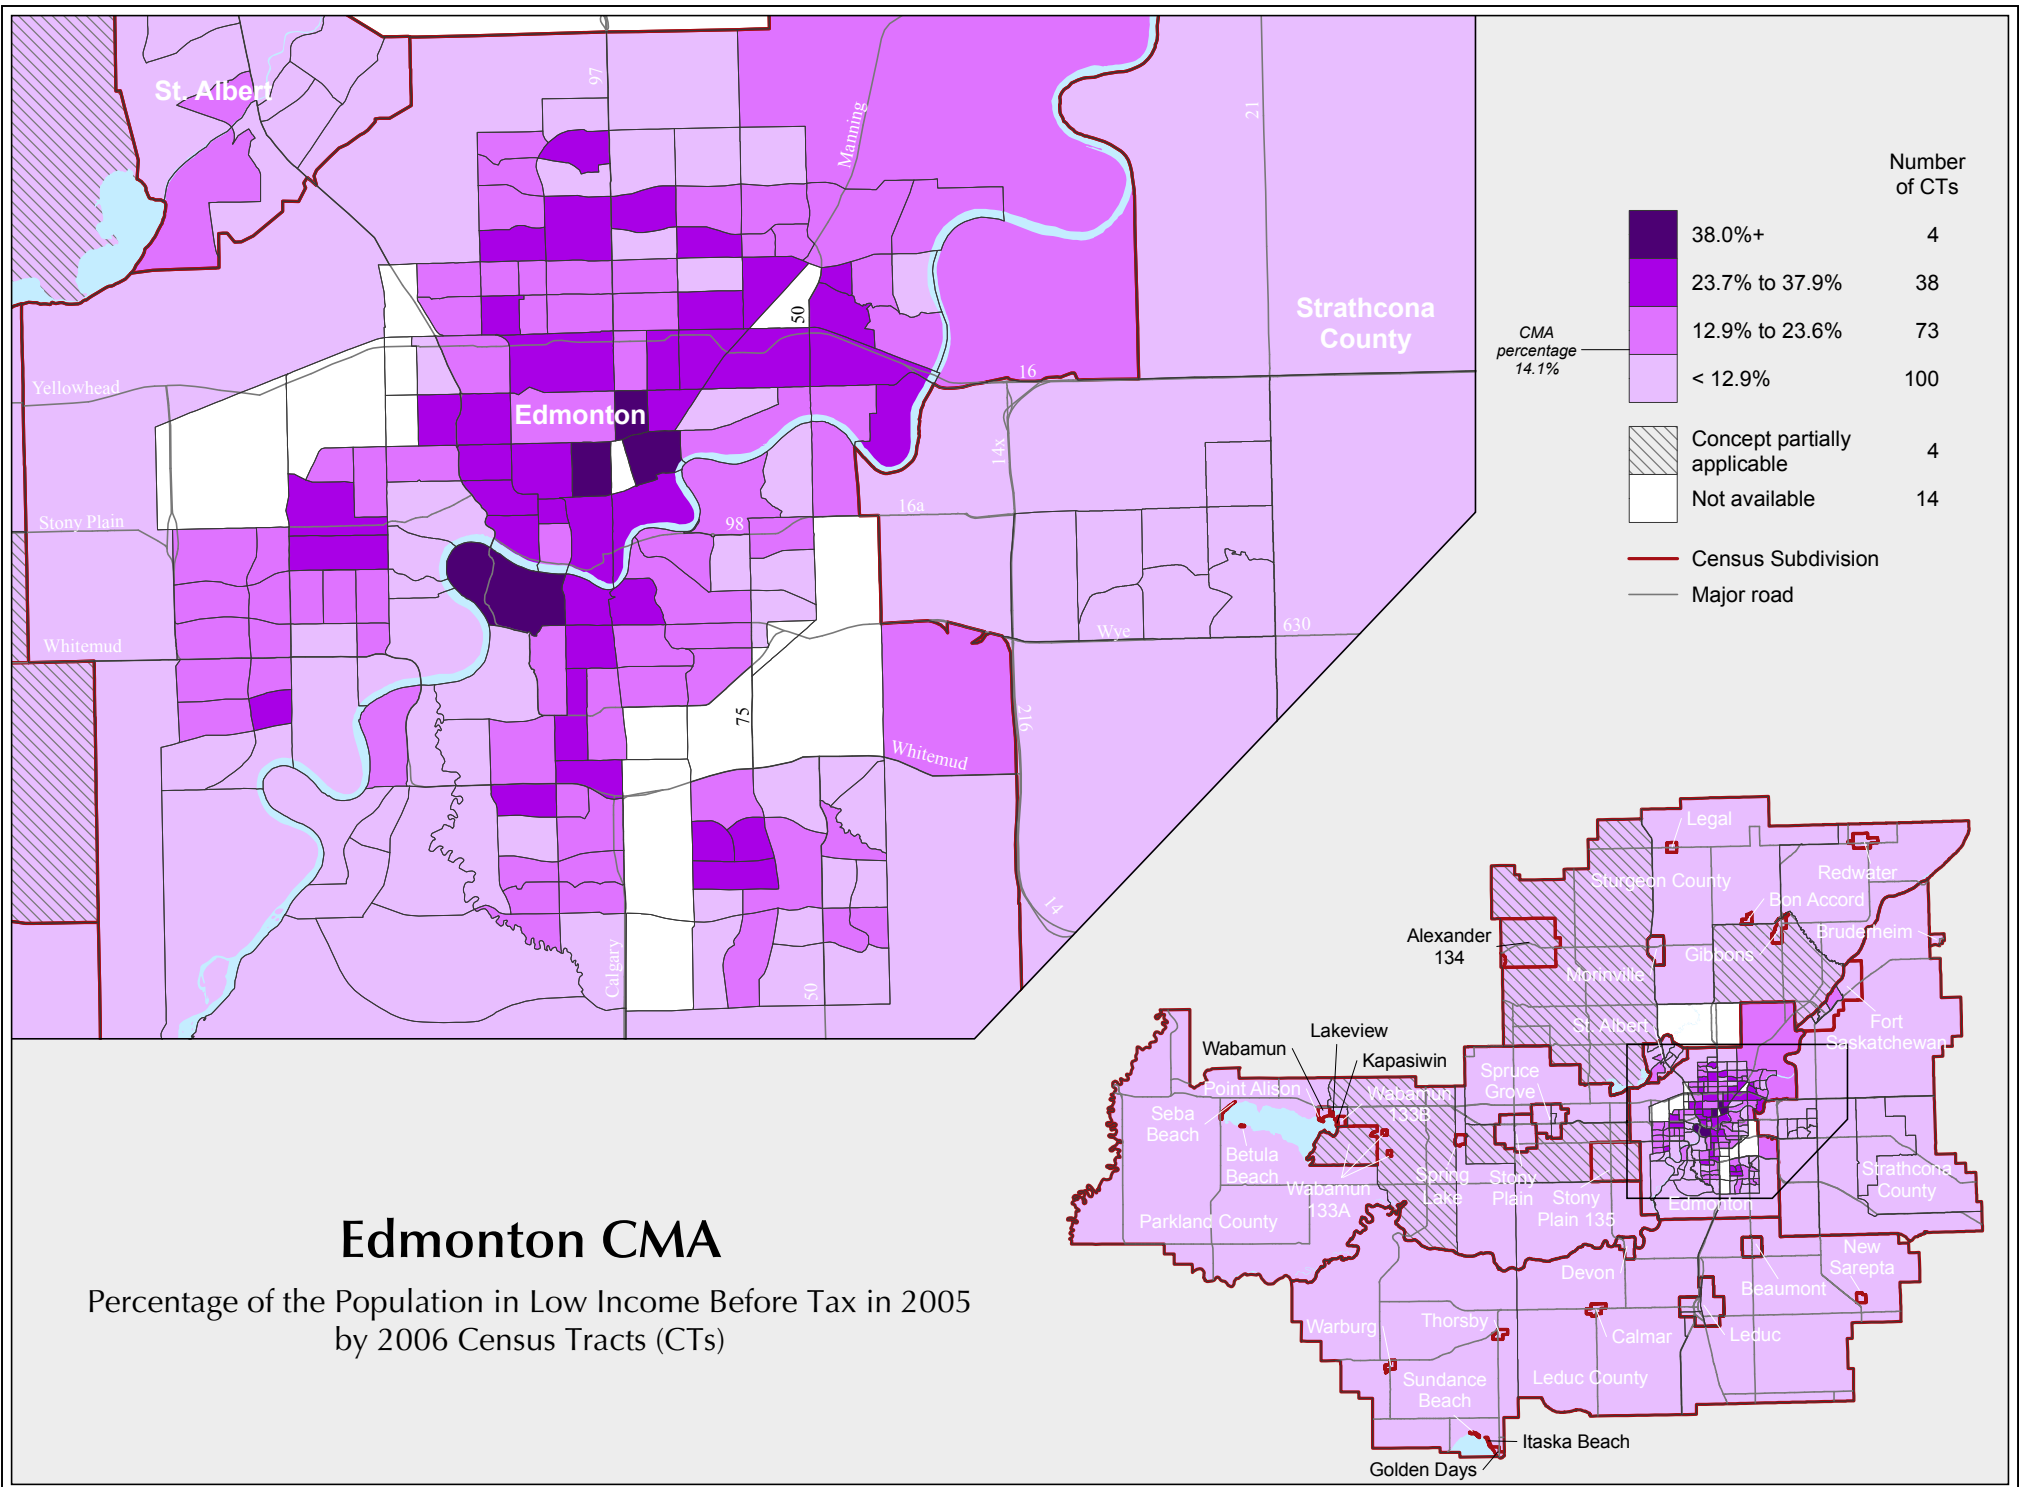 St. Albert
97
Manning
21
Strathcona
County
50
Yellowhead
16
Edmonton
14x
Stony Plain
98
16a
Whitemud
Wye
630
75
216
Whitemud
14
Calgary
50
Number
of CTs
38.0%+ 4
23.7% to 37.9% 38
12.9% to 23.6% 73
< 12.9% 100
CMA
percentage
14.1%
Concept partially
applicable 4
Not available 14
Census Subdivision
Major road
Legal
Redwater
Sturgeon County
Bon Accord
Bruderheim
Alexander
134
Gibbons
Morinville
St. Albert
Fort
Saskatchewan
Lakeview
Wabamun
Kapasiwin
Point Alison
Spruce
Grove
Wabamun
133B
Seba
Beach
Betula
Beach
Wabamun
133A
Spring
Lake
Stony
Plain
Stony
Plain 135
Strathcona
County
Edmonton
Parkland County
Devon
New
Sarepta
Beaumont
Warburg
Thorsby
Calmar
Leduc
Sundance
Beach
Leduc County
Itaska Beach
Golden Days
Edmonton CMA
Percentage of the Population in Low Income Before Tax in 2005
by 2006 Census Tracts (CTs)